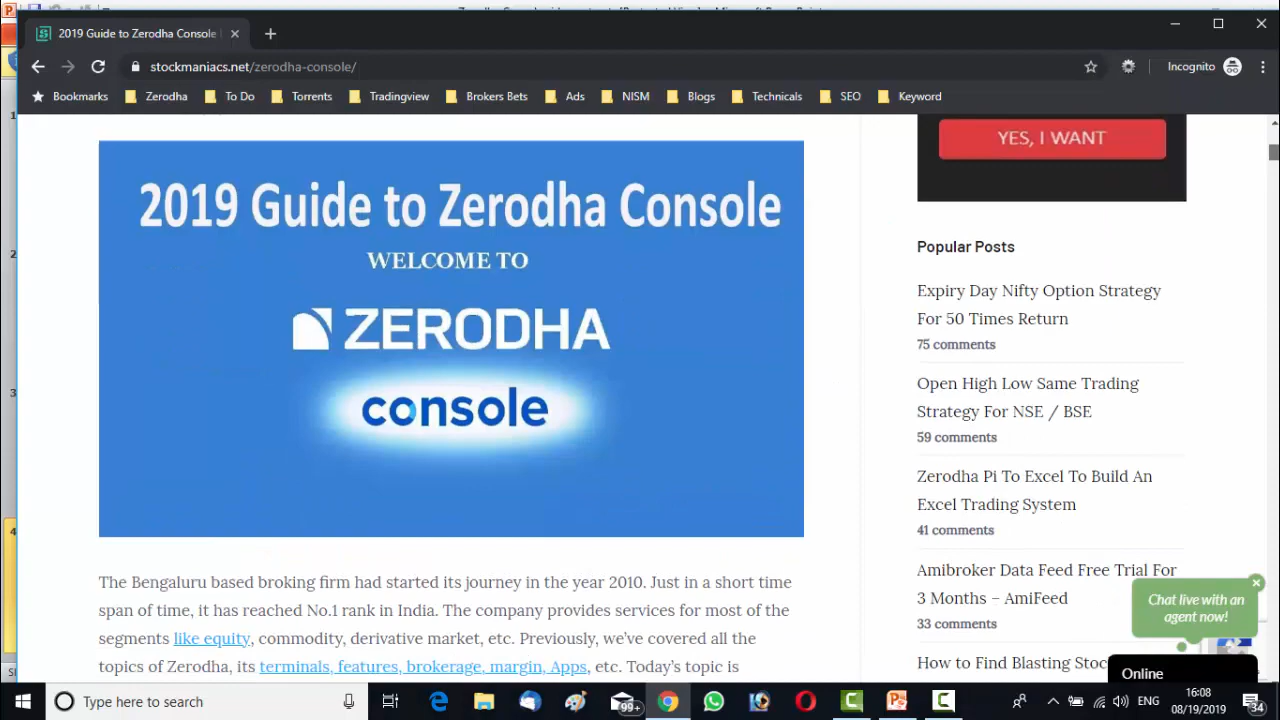 2019 Guide to Zerodha Console
stockmaniacs.net/zerodha-console/
Incognito
Bookmarks Zerodha To Do Torrents Tradingview Brokers Bets Ads NISM Blogs Technicals SEO Keyword
1
2
3
4
2019 Guide to Zerodha Console
WELCOME TO
ZERODHA
console
The Bengaluru based broking firm had started its journey in the year 2010. Just in a short time
span of time, it has reached No.1 rank in India. The company provides services for most of the
segments like equity, commodity, derivative market, etc. Previously, we've covered all the
topics of Zerodha, its terminals, features, brokerage, margin, Apps, etc. Today's topic is
YES, I WANT
Popular Posts
Expiry Day Nifty Option Strategy
For 50 Times Return
75 comments
Open High Low Same Trading
Strategy For NSE / BSE
59 comments
Zerodha Pi To Excel To Build An
Excel Trading System
41 comments
Amibroker Data Feed Free Trial For
3 Months – AmiFeed
33 comments
How to Find Blasting
Chat live with an
agent now!
Online
Type here to search
99+
ENG
16:08
08/19/2019
34